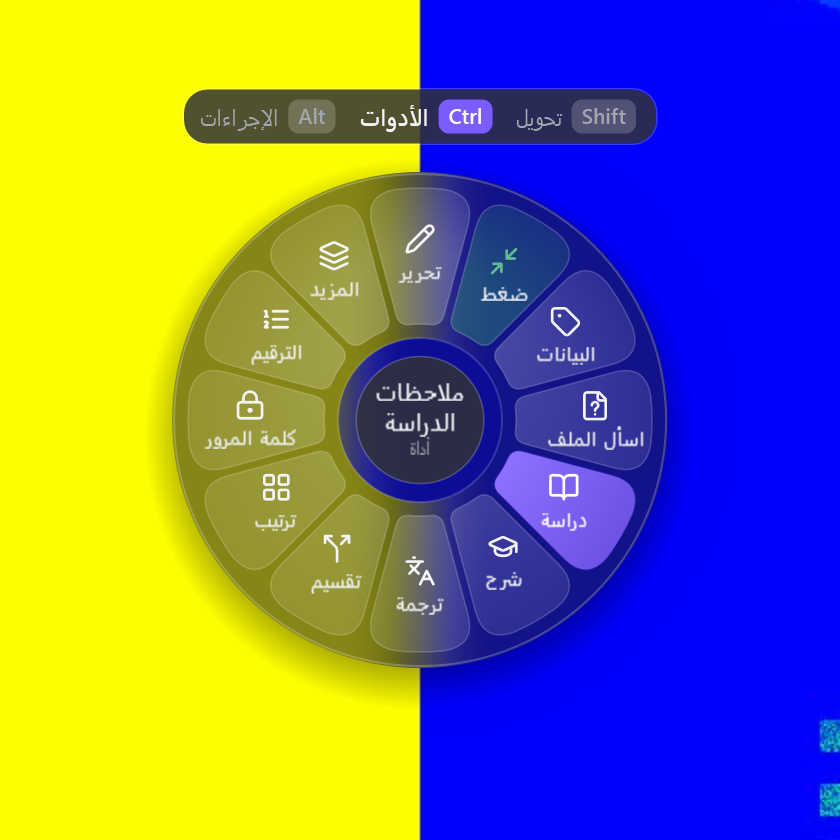 Shift تحويل Ctrl الأدوات Alt الإجراءات
تحرير
ضغط
البيانات
اسأل الملف
دراسة
شرح
ترجمة
تقسيم
ترتيب
كلمة المرور
الترقيم
المزيد
ملاحظات
الدراسة
أداة